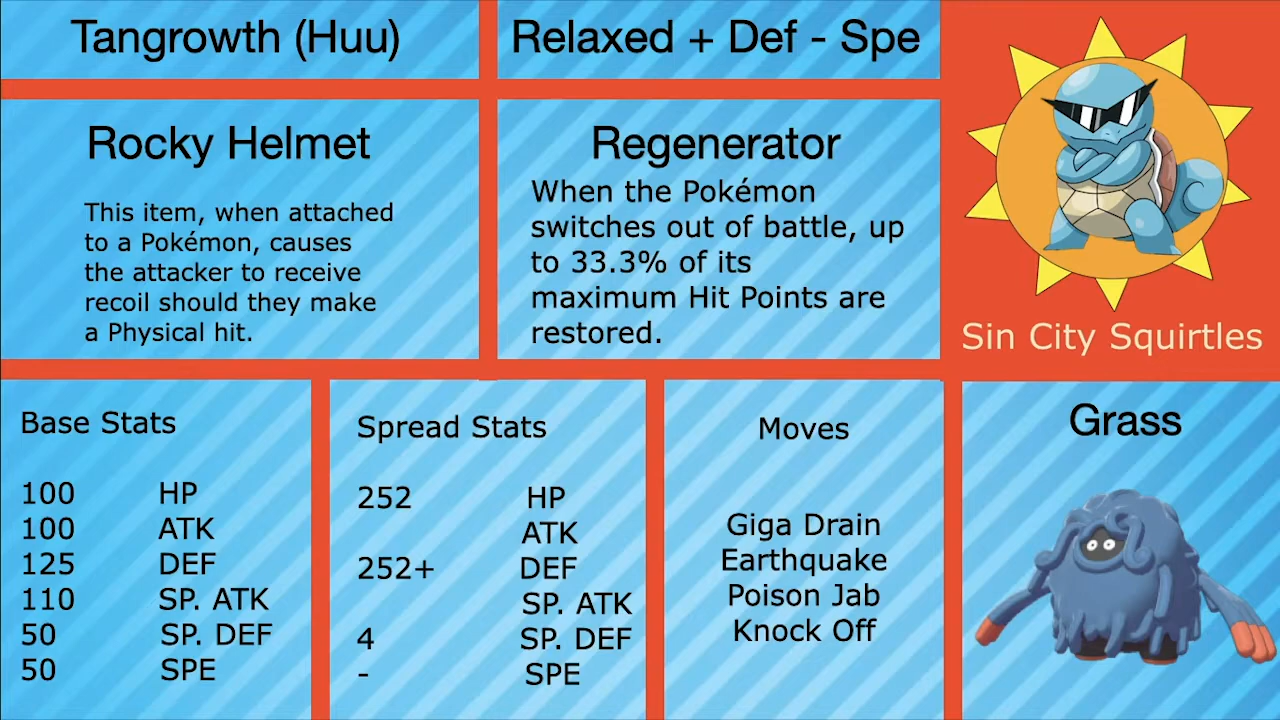 Tangrowth (Huu)
Relaxed + Def - Spe
Rocky Helmet
This item, when attached
to a Pokémon, causes
the attacker to receive
recoil should they make
a Physical hit.
Regenerator
When the Pokémon
switches out of battle, up
to 33.3% of its
maximum Hit Points are
restored.
Sin City Squirtles
Base Stats
100 HP
100 ATK
125 DEF
110 SP. ATK
50 SP. DEF
50 SPE
Spread Stats
252 HP
ATK
252+ DEF
SP. ATK
4 SP. DEF
- SPE
Moves
Giga Drain
Earthquake
Poison Jab
Knock Off
Grass